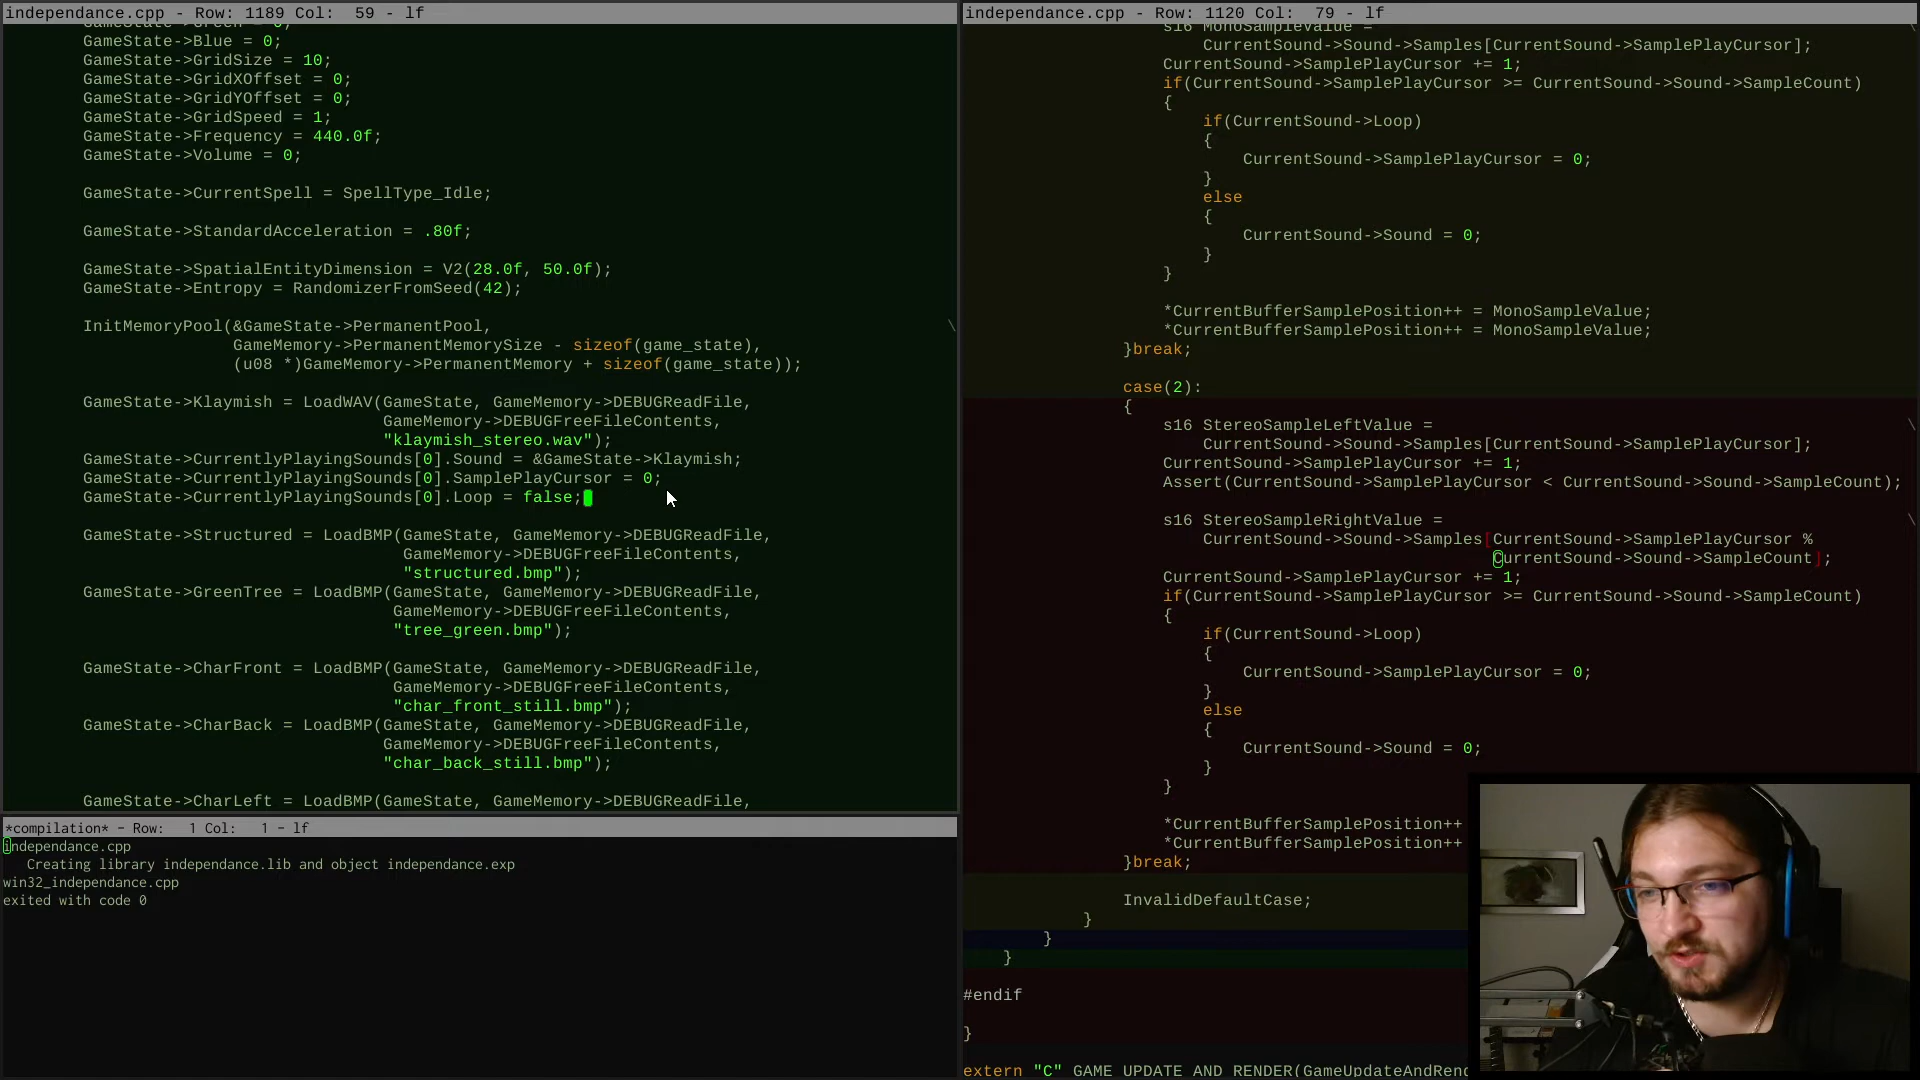 independance.cpp - Row: 1189 Col:  59 - lf
GameState->Green = 0;
GameState->Blue = 0;
GameState->GridSize = 10;
GameState->GridXOffset = 0;
GameState->GridYOffset = 0;
GameState->GridSpeed = 1;
GameState->Frequency = 440.0f;
GameState->Volume = 0;
GameState->CurrentSpell = SpellType_Idle;
GameState->StandardAcceleration = .80f;
GameState->SpatialEntityDimension = V2(28.0f, 50.0f);
GameState->Entropy = RandomizerFromSeed(42);
InitMemoryPool(&GameState->PermanentPool, \
GameMemory->PermanentMemorySize - sizeof(game_state),
(u08 *)GameMemory->PermanentMemory + sizeof(game_state));
GameState->Klaymish = LoadWAV(GameState, GameMemory->DEBUGReadFile,
GameMemory->DEBUGFreeFileContents,
"klaymish_stereo.wav");
GameState->CurrentlyPlayingSounds[0].Sound = &GameState->Klaymish;
GameState->CurrentlyPlayingSounds[0].SamplePlayCursor = 0;
GameState->CurrentlyPlayingSounds[0].Loop = false;
GameState->Structured = LoadBMP(GameState, GameMemory->DEBUGReadFile,
GameMemory->DEBUGFreeFileContents,
"structured.bmp");
GameState->GreenTree = LoadBMP(GameState, GameMemory->DEBUGReadFile,
GameMemory->DEBUGFreeFileContents,
"tree_green.bmp");
GameState->CharFront = LoadBMP(GameState, GameMemory->DEBUGReadFile,
GameMemory->DEBUGFreeFileContents,
"char_front_still.bmp");
GameState->CharBack = LoadBMP(GameState, GameMemory->DEBUGReadFile,
GameMemory->DEBUGFreeFileContents,
"char_back_still.bmp");
GameState->CharLeft = LoadBMP(GameState, GameMemory->DEBUGReadFile,
*compilation* - Row:   1 Col:   1 - lf
independance.cpp
Creating library independance.lib and object independance.exp
win32_independance.cpp
exited with code 0
independance.cpp - Row: 1120 Col:  79 - lf
s16 MonoSampleValue = \
CurrentSound->Sound->Samples[CurrentSound->SamplePlayCursor];
CurrentSound->SamplePlayCursor += 1;
if(CurrentSound->SamplePlayCursor >= CurrentSound->Sound->SampleCount)
{
if(CurrentSound->Loop)
{
CurrentSound->SamplePlayCursor = 0;
}
else
{
CurrentSound->Sound = 0;
}
}
*CurrentBufferSamplePosition++ = MonoSampleValue;
*CurrentBufferSamplePosition++ = MonoSampleValue;
}break;
case(2):
{
s16 StereoSampleLeftValue = \
CurrentSound->Sound->Samples[CurrentSound->SamplePlayCursor];
CurrentSound->SamplePlayCursor += 1;
Assert(CurrentSound->SamplePlayCursor < CurrentSound->Sound->SampleCount);
s16 StereoSampleRightValue = \
CurrentSound->Sound->Samples[CurrentSound->SamplePlayCursor %
CurrentSound->Sound->SampleCount];
CurrentSound->SamplePlayCursor += 1;
if(CurrentSound->SamplePlayCursor >= CurrentSound->Sound->SampleCount)
{
if(CurrentSound->Loop)
{
CurrentSound->SamplePlayCursor = 0;
}
else
{
CurrentSound->Sound = 0;
}
}
*CurrentBufferSamplePosition++
*CurrentBufferSamplePosition++
}break;
InvalidDefaultCase;
}
}
}
#endif
}
extern "C" GAME_UPDATE_AND_RENDER(GameUpdateAndRend